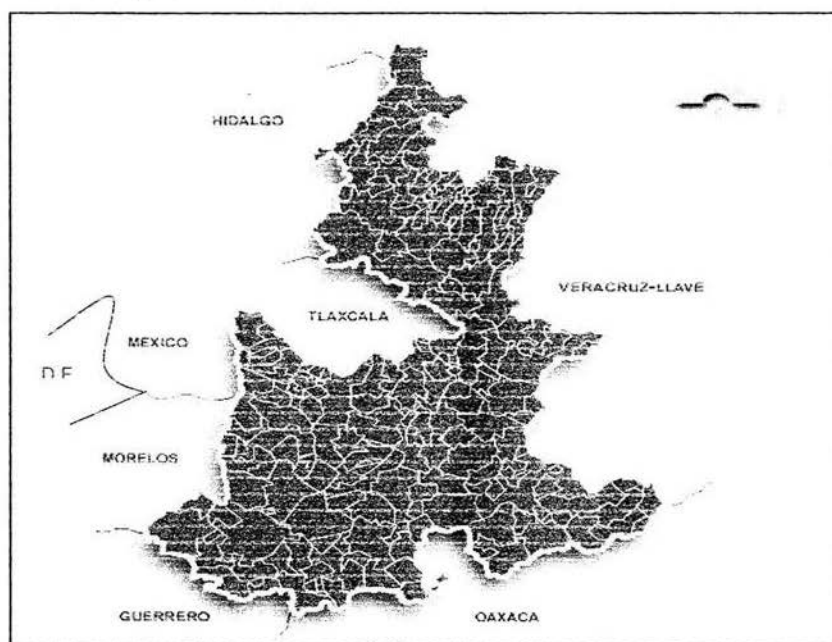 HIDALGO
VERACRUZ-LLAVE
TLAXCALA
MEXICO
D F
MORELOS
GUERRERO
OAXACA